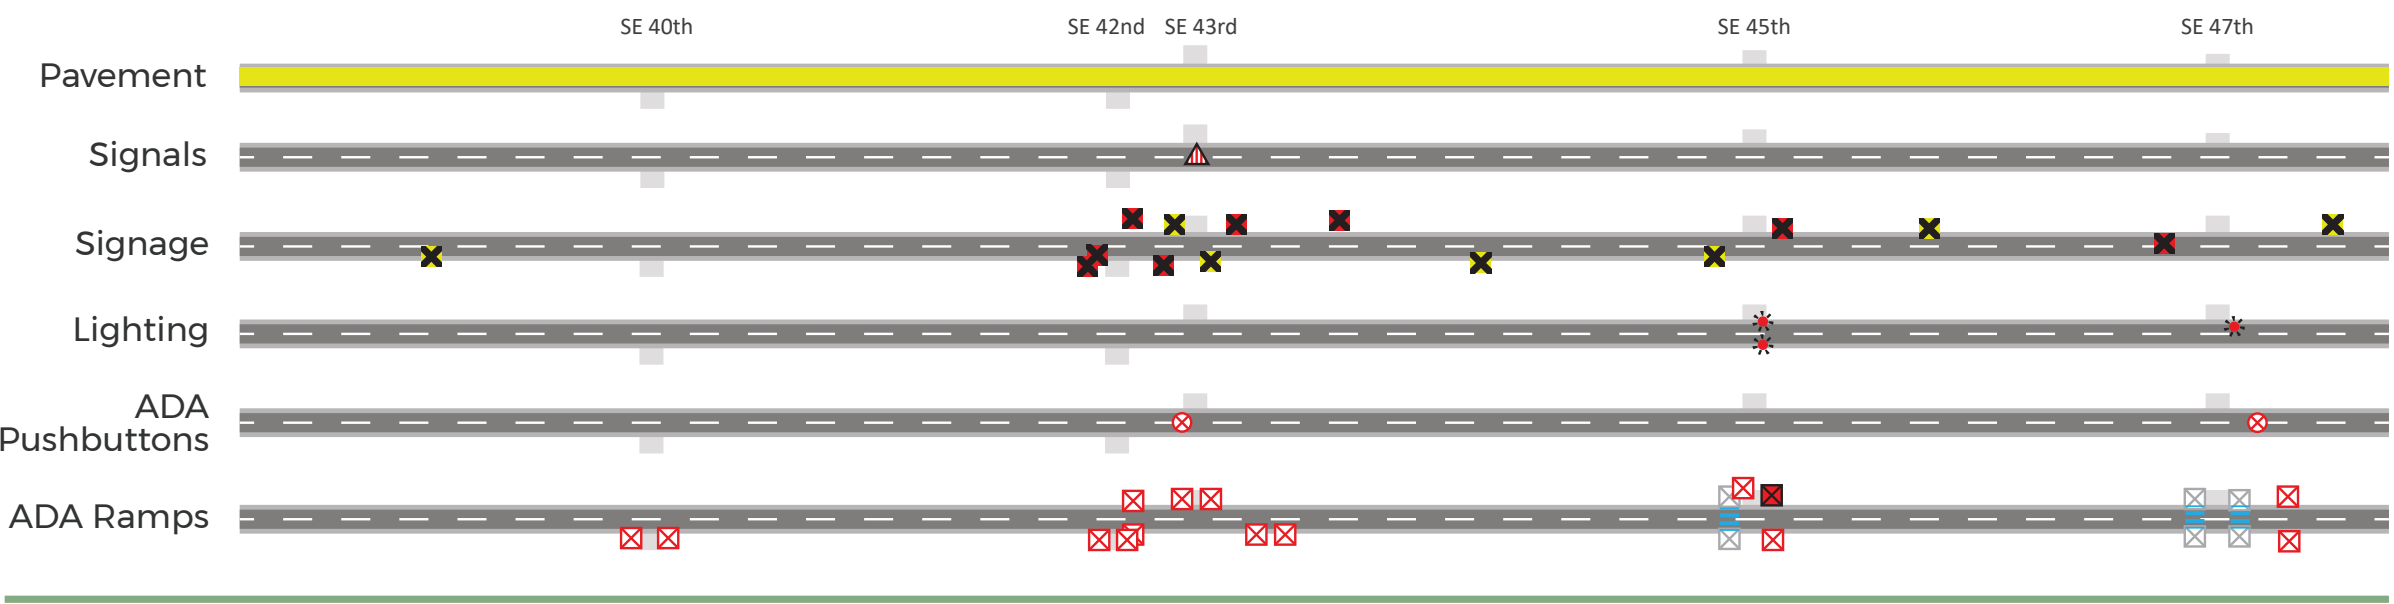 SE 40th
SE 42nd
SE 43rd
SE 45th
SE 47th
Pavement
Signals
Signage
Lighting
ADA
Pushbuttons
ADA Ramps